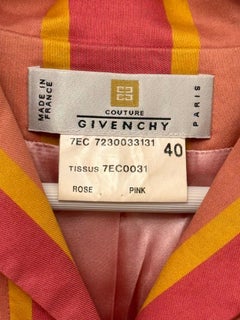 MADE IN
FRANCE
COUTURE
GIVENCHY
PARIS
7EC 7230033131
40
TISSUS 7EC0031
ROSE PINK